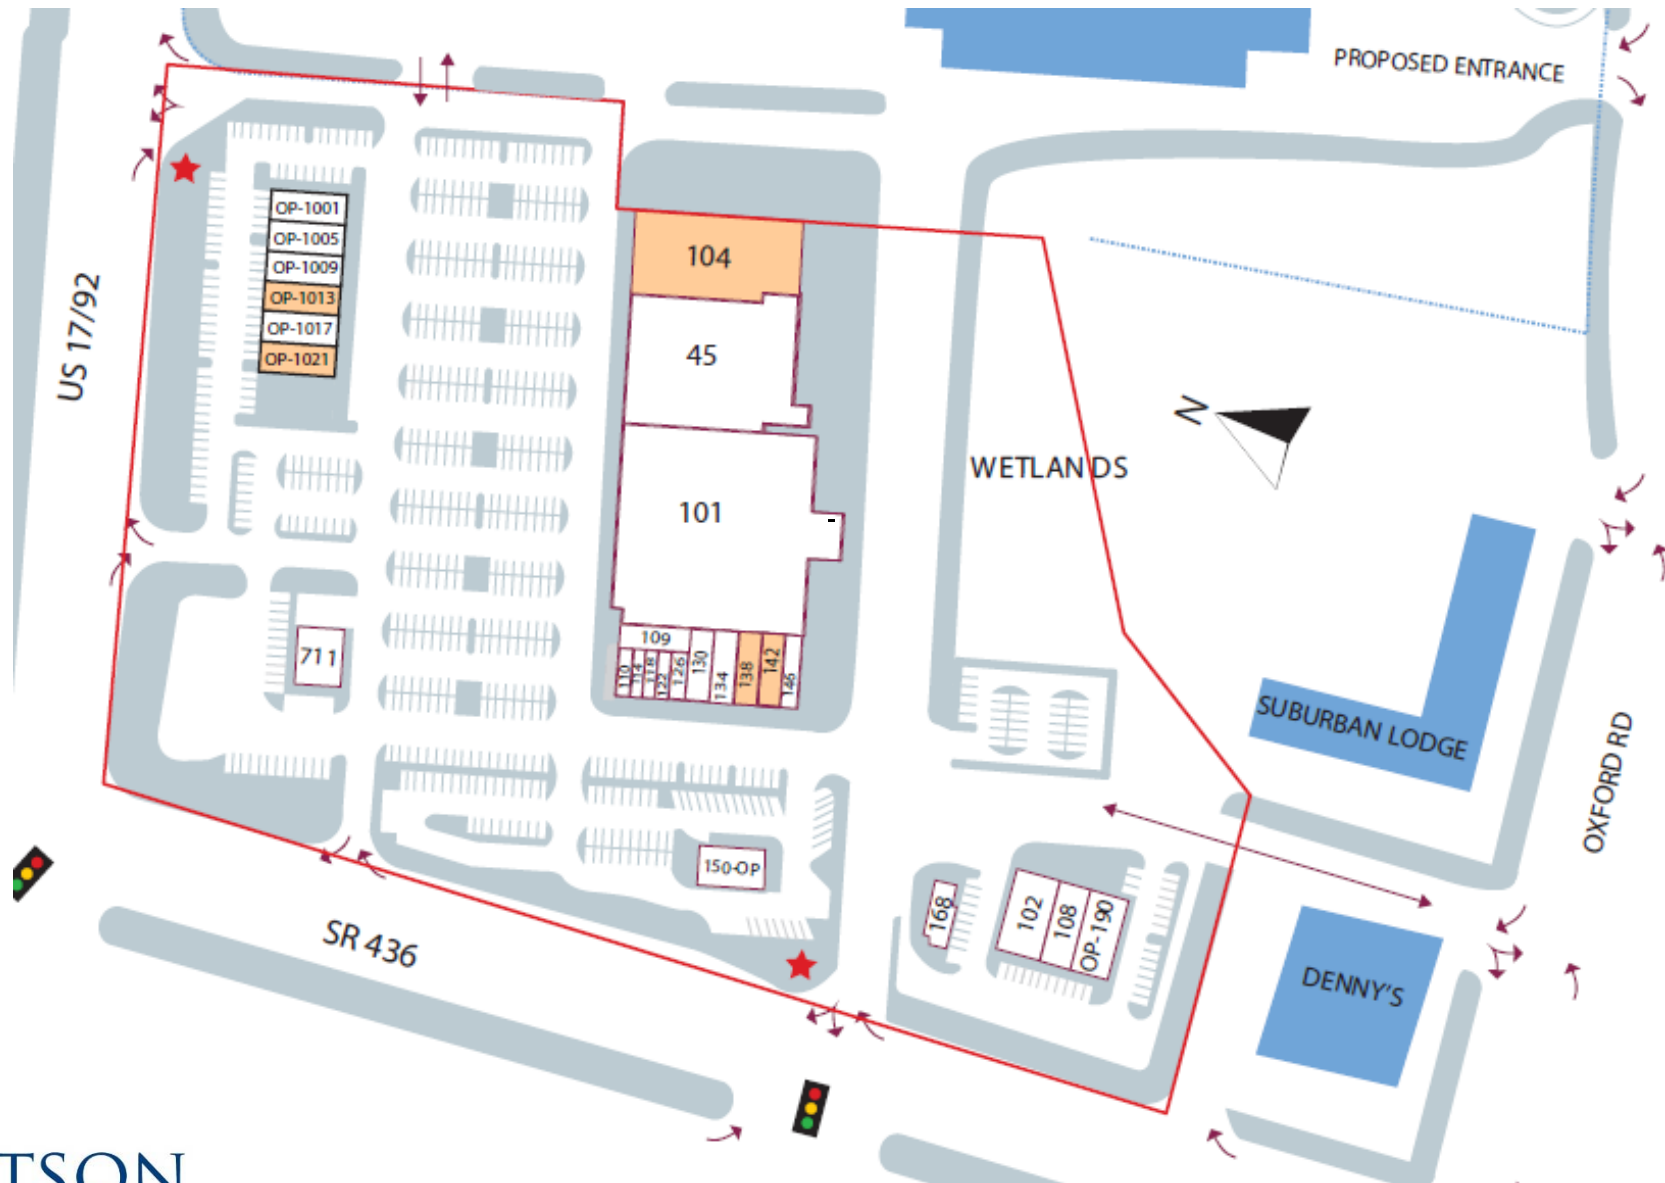 PROPOSED ENTRANCE
OP-1001
OP-1005
OP-1009
OP-1013
OP-1017
OP-1021
US 17/92
104
45
101
N
WETLANDS
711
109
110
114
118
122
126
130
134
138
142
146
SUBURBAN LODGE
OXFORD RD
150-OP
168
102
108
OP-190
SR 436
DENNY'S
TSON